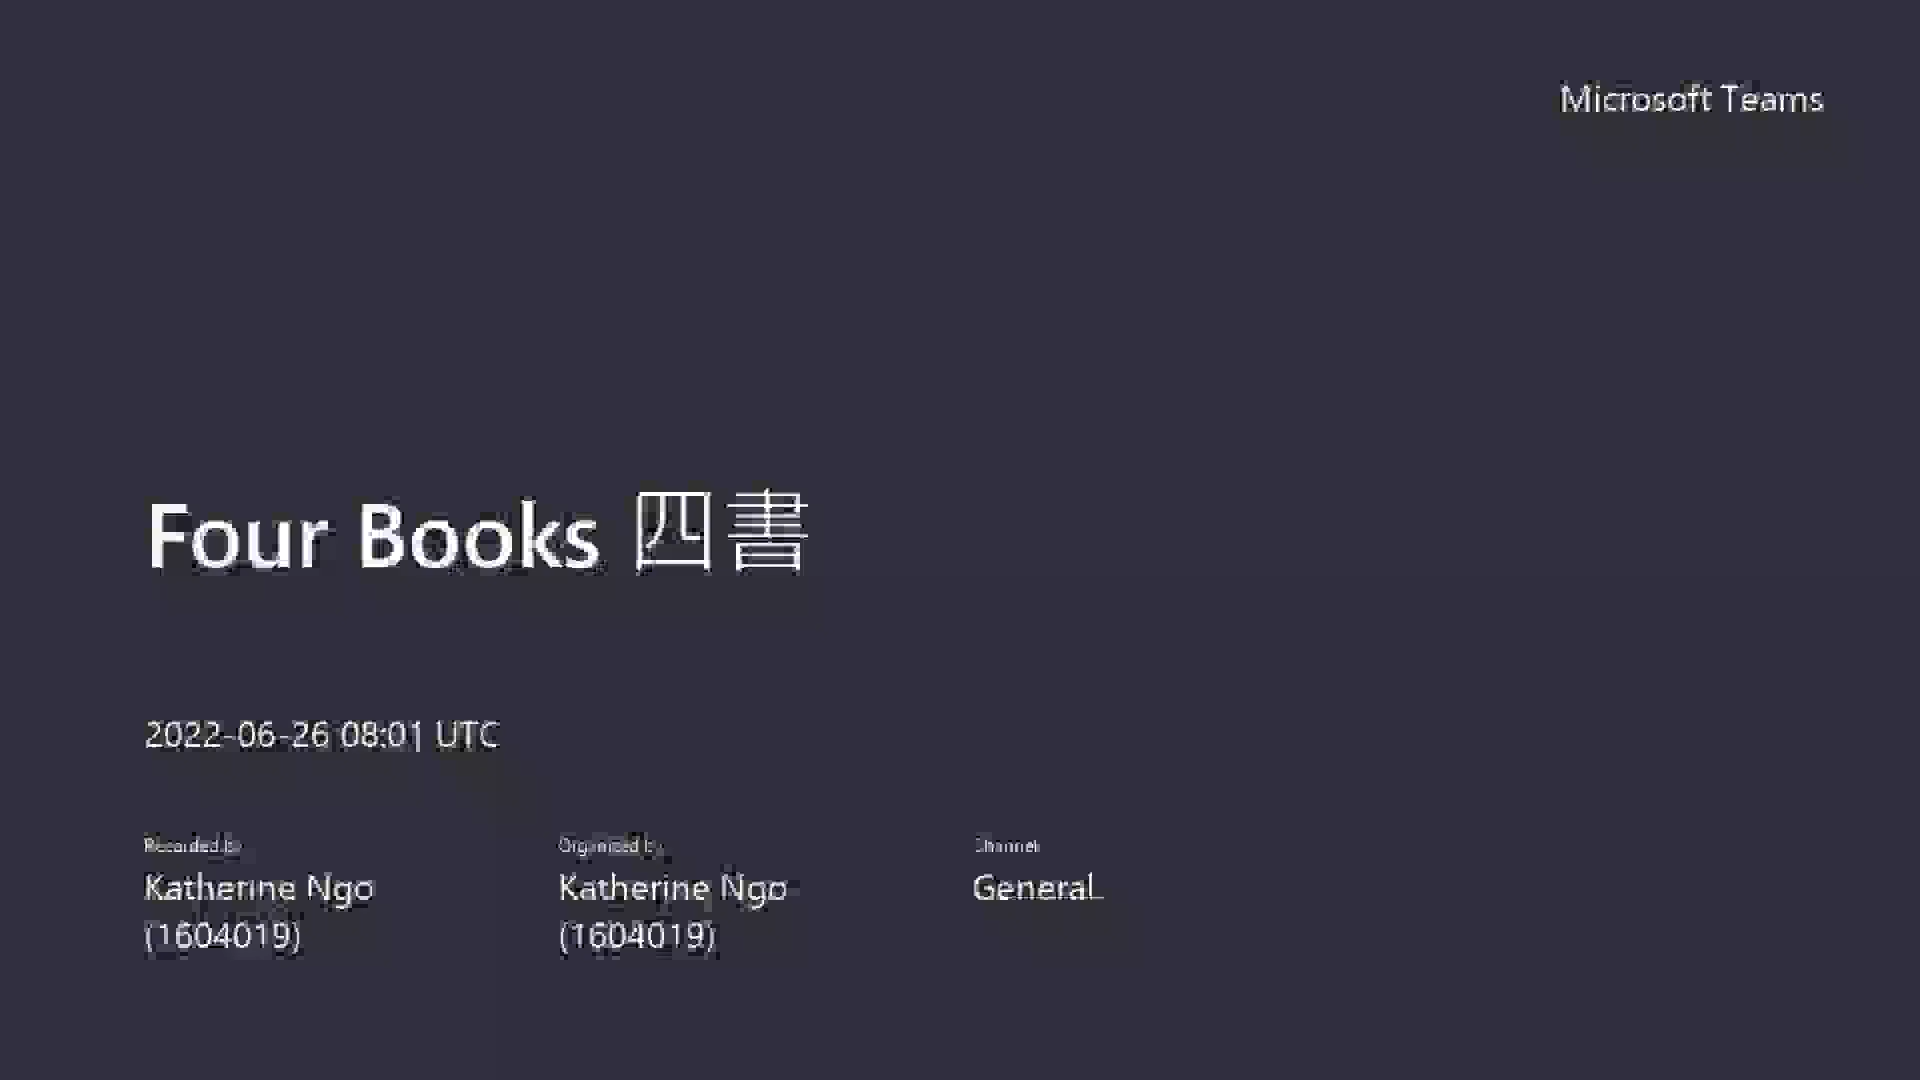 Microsoft Teams
Four Books 四書
2022-06-26 08:01 UTC
Recorded by
Organized by
Channel
Katherine Ngo
Katherine Ngo
General
(1604019)
(1604019)